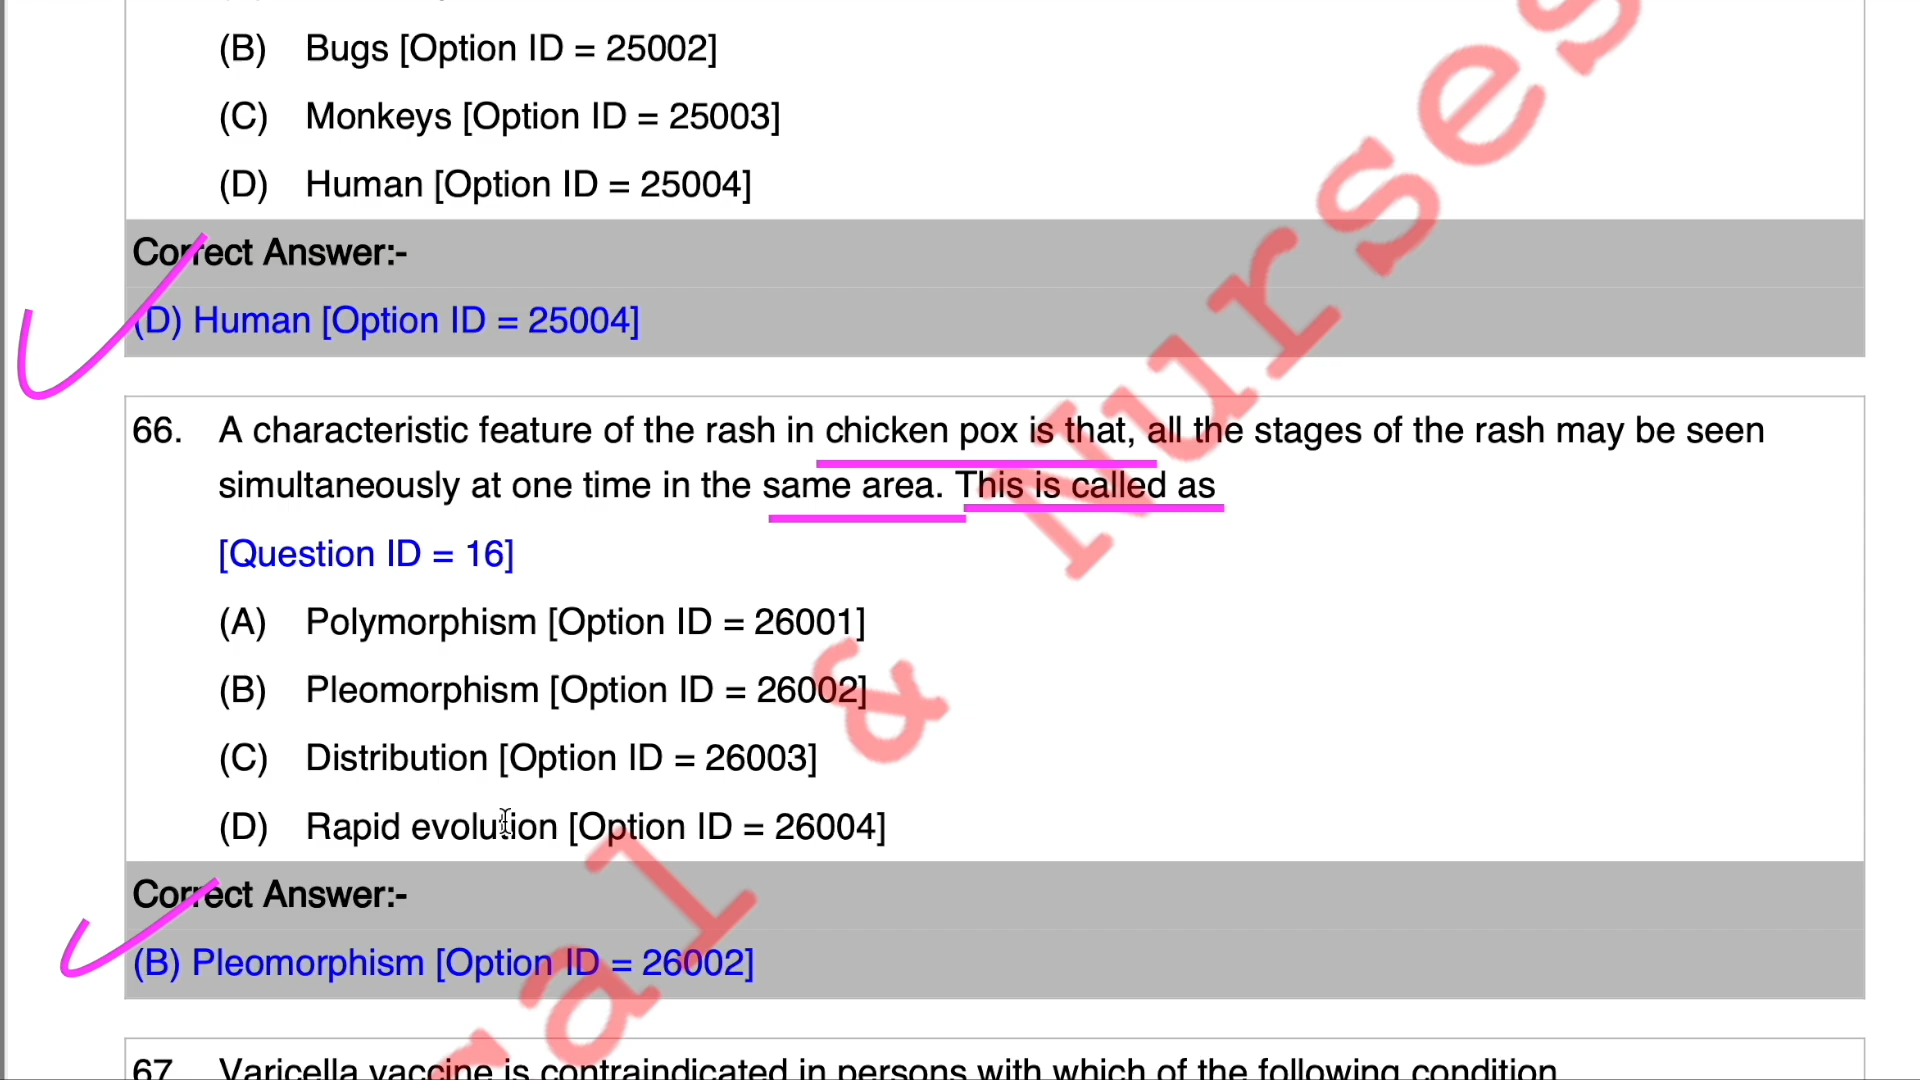 (B) Bugs [Option ID = 25002]
(C) Monkeys [Option ID = 25003]
(D) Human [Option ID = 25004]
Correct Answer:-
(D) Human [Option ID = 25004]
66. A characteristic feature of the rash in chicken pox is that, all the stages of the rash may be seen
simultaneously at one time in the same area. This is called as
[Question ID = 16]
(A) Polymorphism [Option ID = 26001]
(B) Pleomorphism [Option ID = 26002]
(C) Distribution [Option ID = 26003]
(D) Rapid evolution [Option ID = 26004]
Correct Answer:-
(B) Pleomorphism [Option ID = 26002]
67. Varicella vaccine is contraindicated in persons with which of the following condition
ral & Nurses